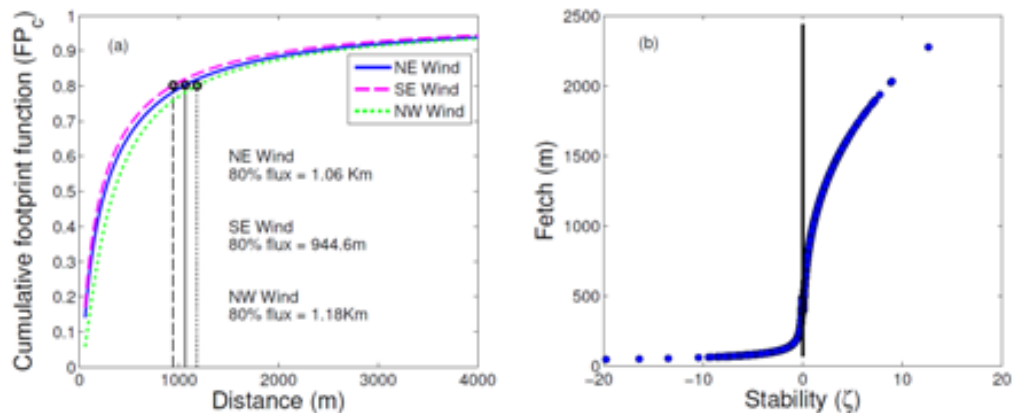 1
0.9
0.8
0.7
0.6
0.5
0.4
0.3
0.2
0.1
0
Cumulative footprint function (FPc)
(a)
NE Wind
SE Wind
NW Wind
NE Wind
80% flux = 1.06 Km
SE Wind
80% flux = 944.6m
NW Wind
80% flux = 1.18Km
0 1000 2000 3000 4000
Distance (m)
2500
2000
1500
1000
500
0
Fetch (m)
(b)
−20 −10 0 10 20
Stability (ζ)